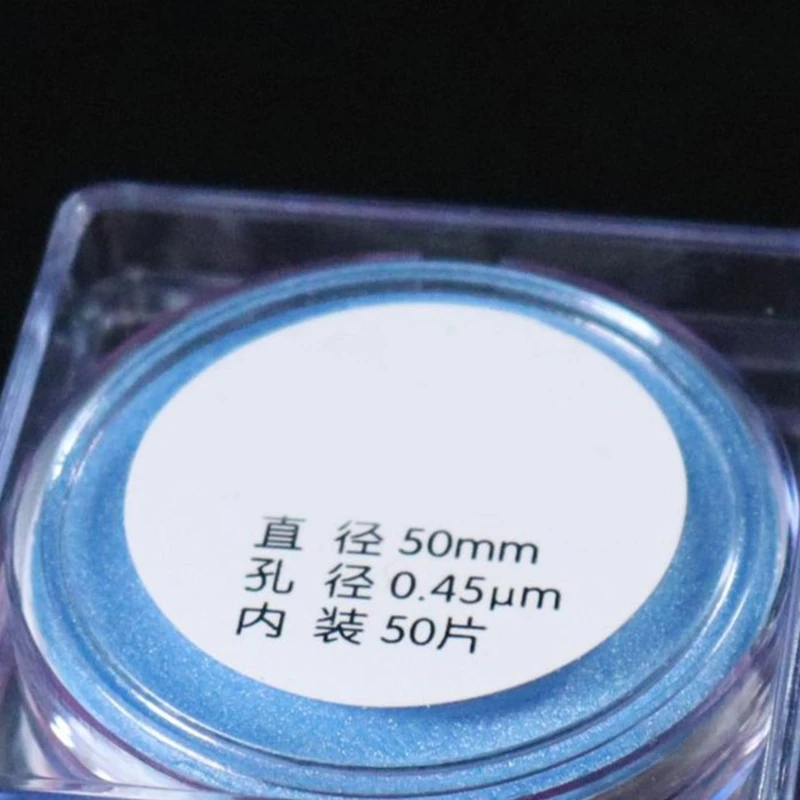 直 径 50mm
孔 径 0.45μm
内 装 50片